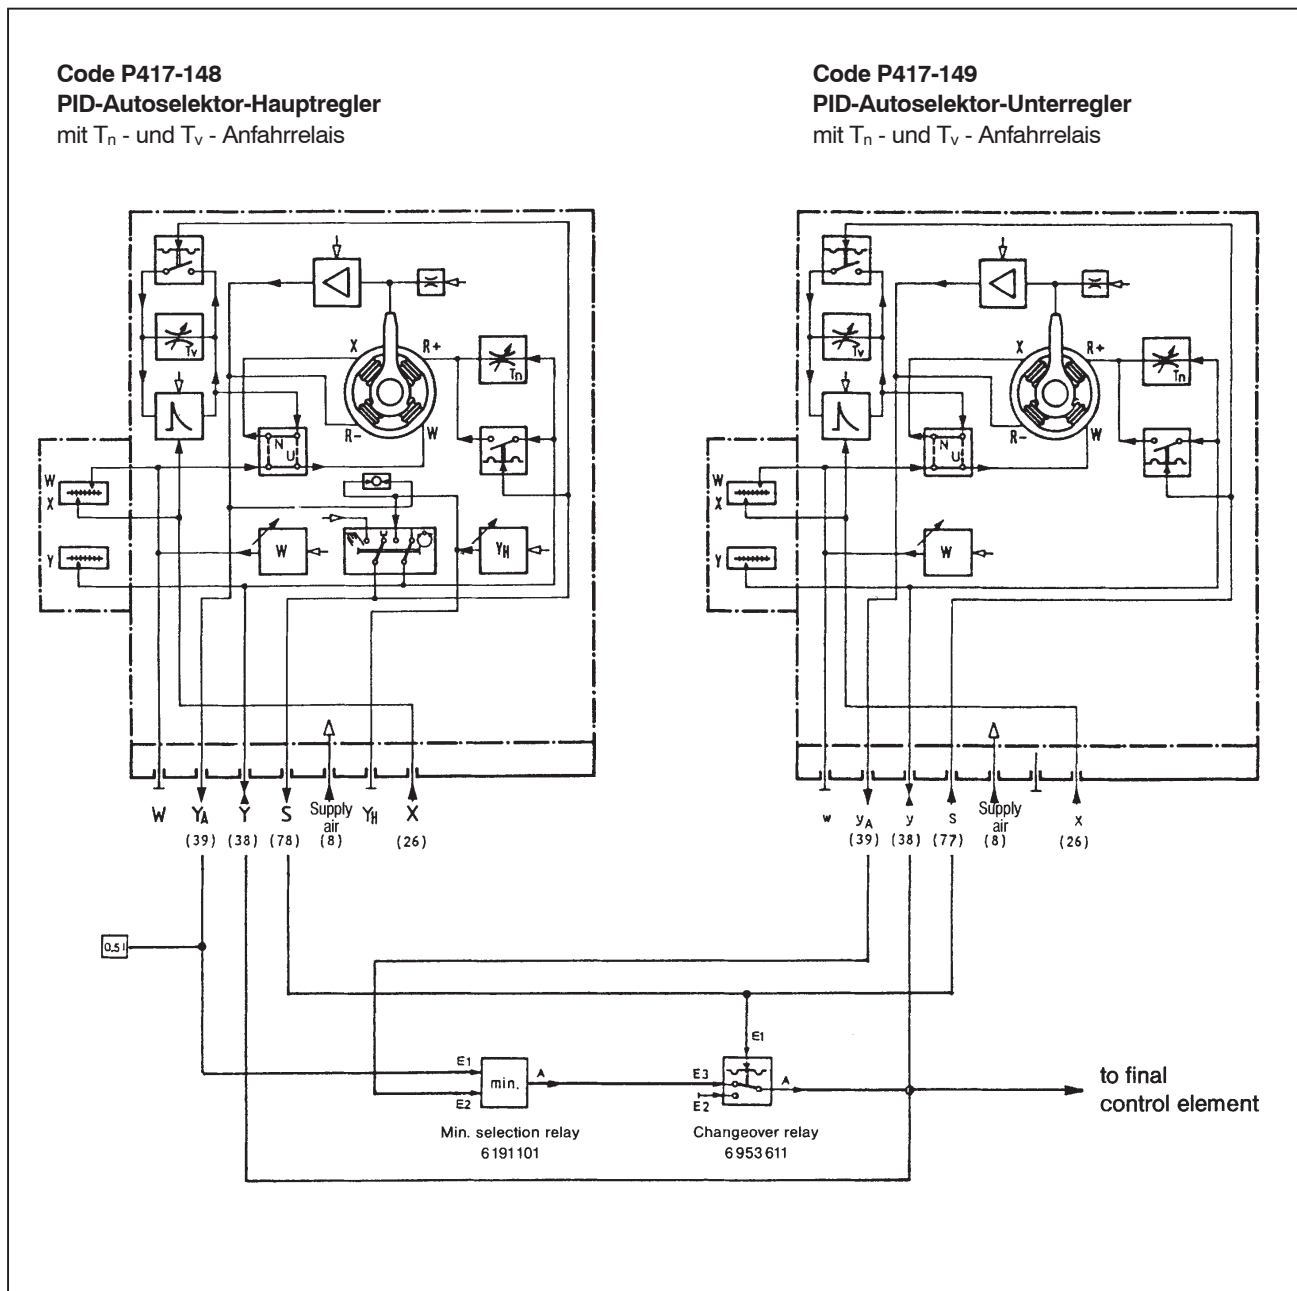 Code P417-148
PID-Autoselektor-Hauptregler
mit Tn - und Tv - Anfahrrelais
Code P417-149
PID-Autoselektor-Unterregler
mit Tn - und Tv - Anfahrrelais
Tv
X
R+
Tn
R-
W
N
U
W
X
Y
W
YH
W
YA
Y
S
Supply
air
YH
X
(39)
(38)
(78)
(8)
(26)
Tv
X
R+
Tn
R-
W
N
U
W
X
Y
W
w
yA
y
s
Supply
air
x
(39)
(38)
(77)
(8)
(26)
0.5 l
E1
E2
min.
A
E1
E3
E2
A
Min. selection relay
6191101
Changeover relay
6953611
to final
control element